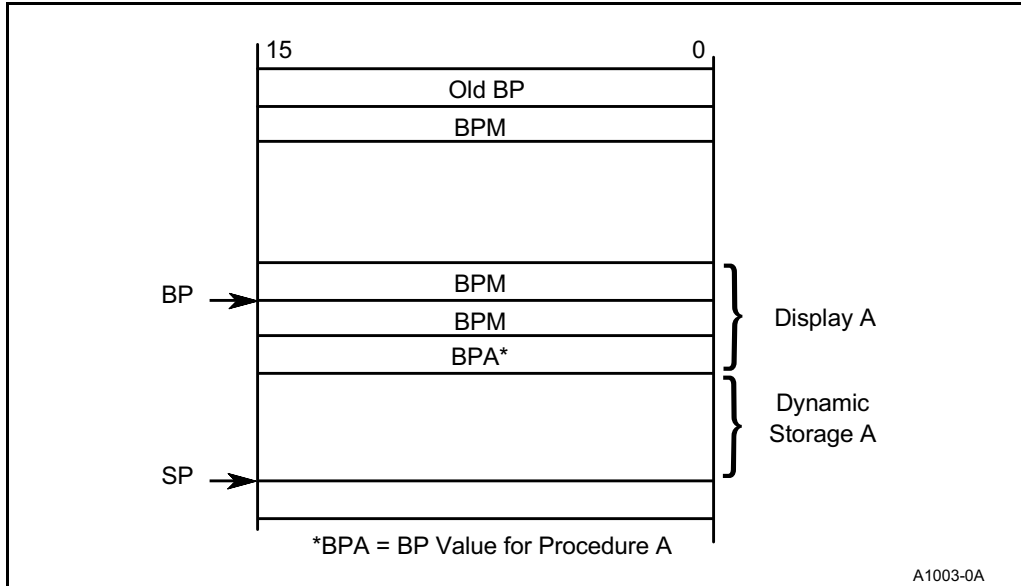 15 0
Old BP
BPM
BPM
BP
BPM
Display A
BPA*
Dynamic
Storage A
SP
*BPA = BP Value for Procedure A
A1003-0A